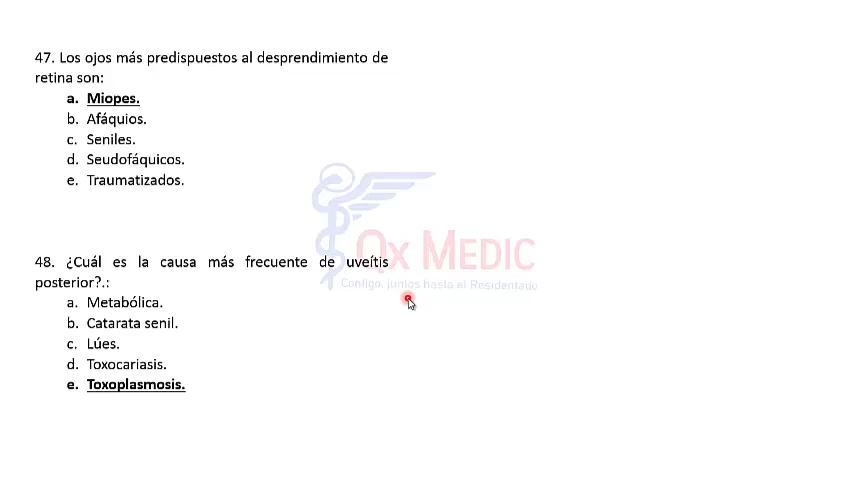 47. Los ojos más predispuestos al desprendimiento de
retina son:
a. Miopes.
b. Afáquios.
c. Seniles.
d. Seudofáquicos.
e. Traumatizados.
Qx MEDIC
Contigo, juntos hasta el Residentado
48. ¿Cuál es la causa más frecuente de uveítis
posterior?.:
a. Metabólica.
b. Catarata senil.
c. Lúes.
d. Toxocariasis.
e. Toxoplasmosis.